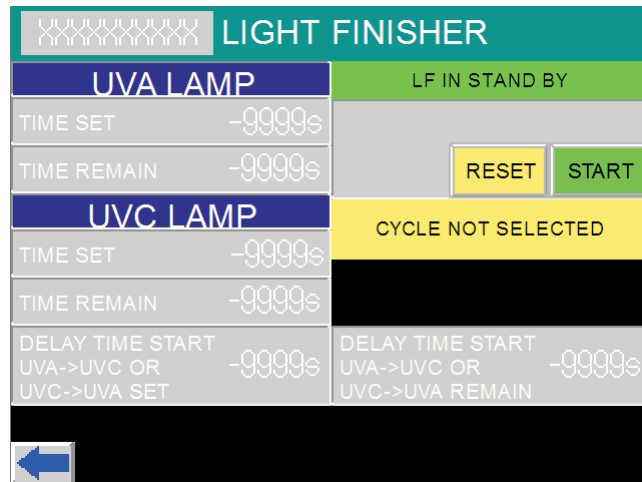 XXXXXXXXXX LIGHT FINISHER
UVA LAMP
LF IN STAND BY
TIME SET -9999s
TIME REMAIN -9999s
RESET START
UVC LAMP
CYCLE NOT SELECTED
TIME SET -9999s
TIME REMAIN -9999s
DELAY TIME START
UVA->UVC OR
UVC->UVA SET
-9999s
DELAY TIME START
UVA->UVC OR
UVC->UVA REMAIN
-9999s